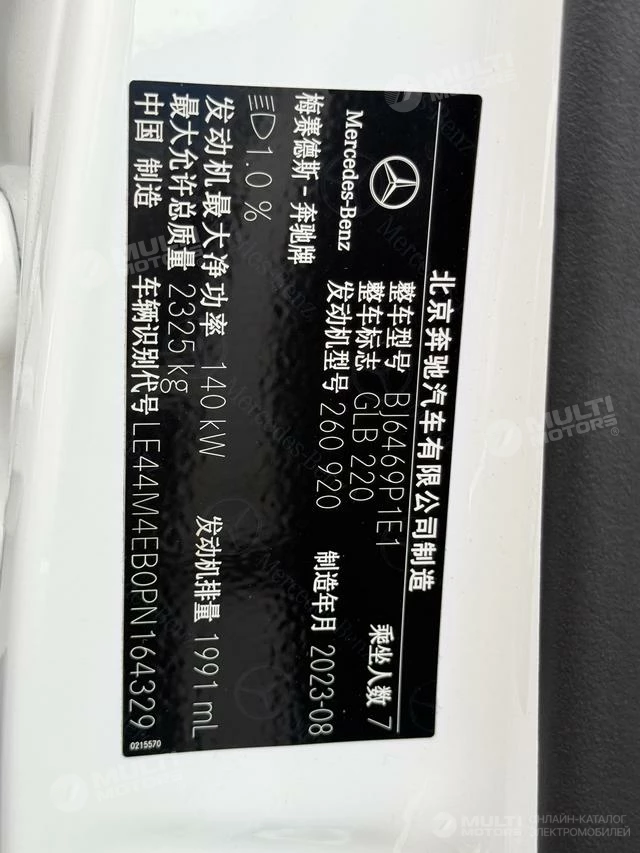 北京奔驰汽车有限公司制造
Mercedes-Benz
梅赛德斯-奔驰牌
整车型号 BJ6469P1E1
整车标志 GLB 220
发动机型号 260 920
乘坐人数 7
制造年月 2023-08
1.0 %
发动机最大净功率 140 kW
发动机排量 1991 mL
最大允许总质量 2325 kg
中国 制造
车辆识别代号 LE44M4EB0PN164329
0215570
MULTI MOTORS
ОНЛАЙН-КАТАЛОГ
ЭЛЕКТРОМОБИЛЕЙ